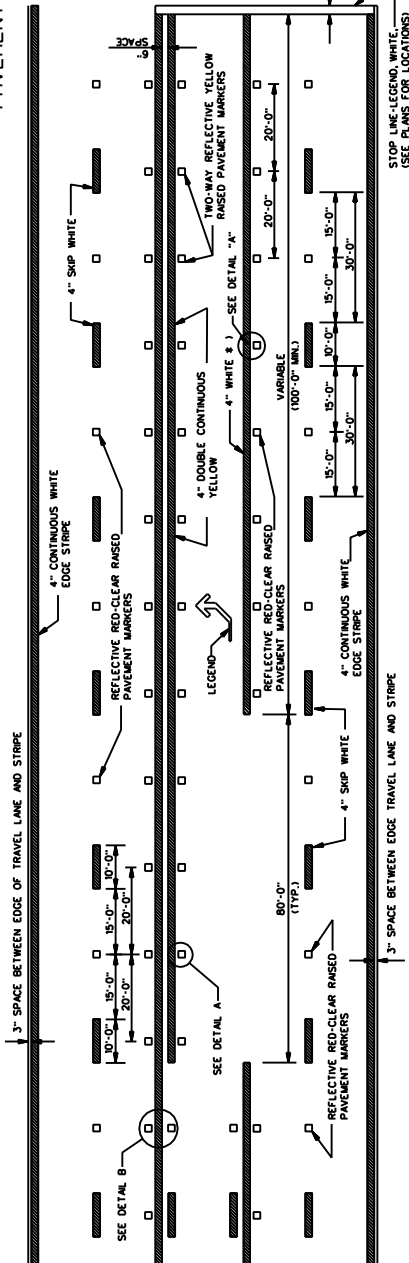 PAVEMENT
3" SPACE BETWEEN EDGE OF TRAVEL LANE AND STRIPE
4" CONTINUOUS WHITE
EDGE STRIPE
4" SKIP WHITE
REFLECTIVE RED-CLEAR RAISED
PAVEMENT MARKERS
10'-0"
15'-0"
15'-0"
10'-0"
20'-0"
20'-0"
6"
SPACE
TWO-WAY REFLECTIVE YELLOW
RAISED PAVEMENT MARKERS
4" DOUBLE CONTINUOUS
YELLOW
SEE DETAIL B
SEE DETAIL A
LEGEND
SEE DETAIL "A"
4" WHITE * )
20'-0"
20'-0"
REFLECTIVE RED-CLEAR RAISED
PAVEMENT MARKERS
80'-0"
(TYP.)
VARIABLE
(100'-0" MIN.)
15'-0"
15'-0"
10'-0"
15'-0"
15'-0"
30'-0"
30'-0"
REFLECTIVE RED-CLEAR RAISED
PAVEMENT MARKERS
4" SKIP WHITE
4" CONTINUOUS WHITE
EDGE STRIPE
3" SPACE BETWEEN EDGE TRAVEL LANE AND STRIPE
STOP LINE-LEGEND, WHITE,
(SEE PLANS FOR LOCATIONS)